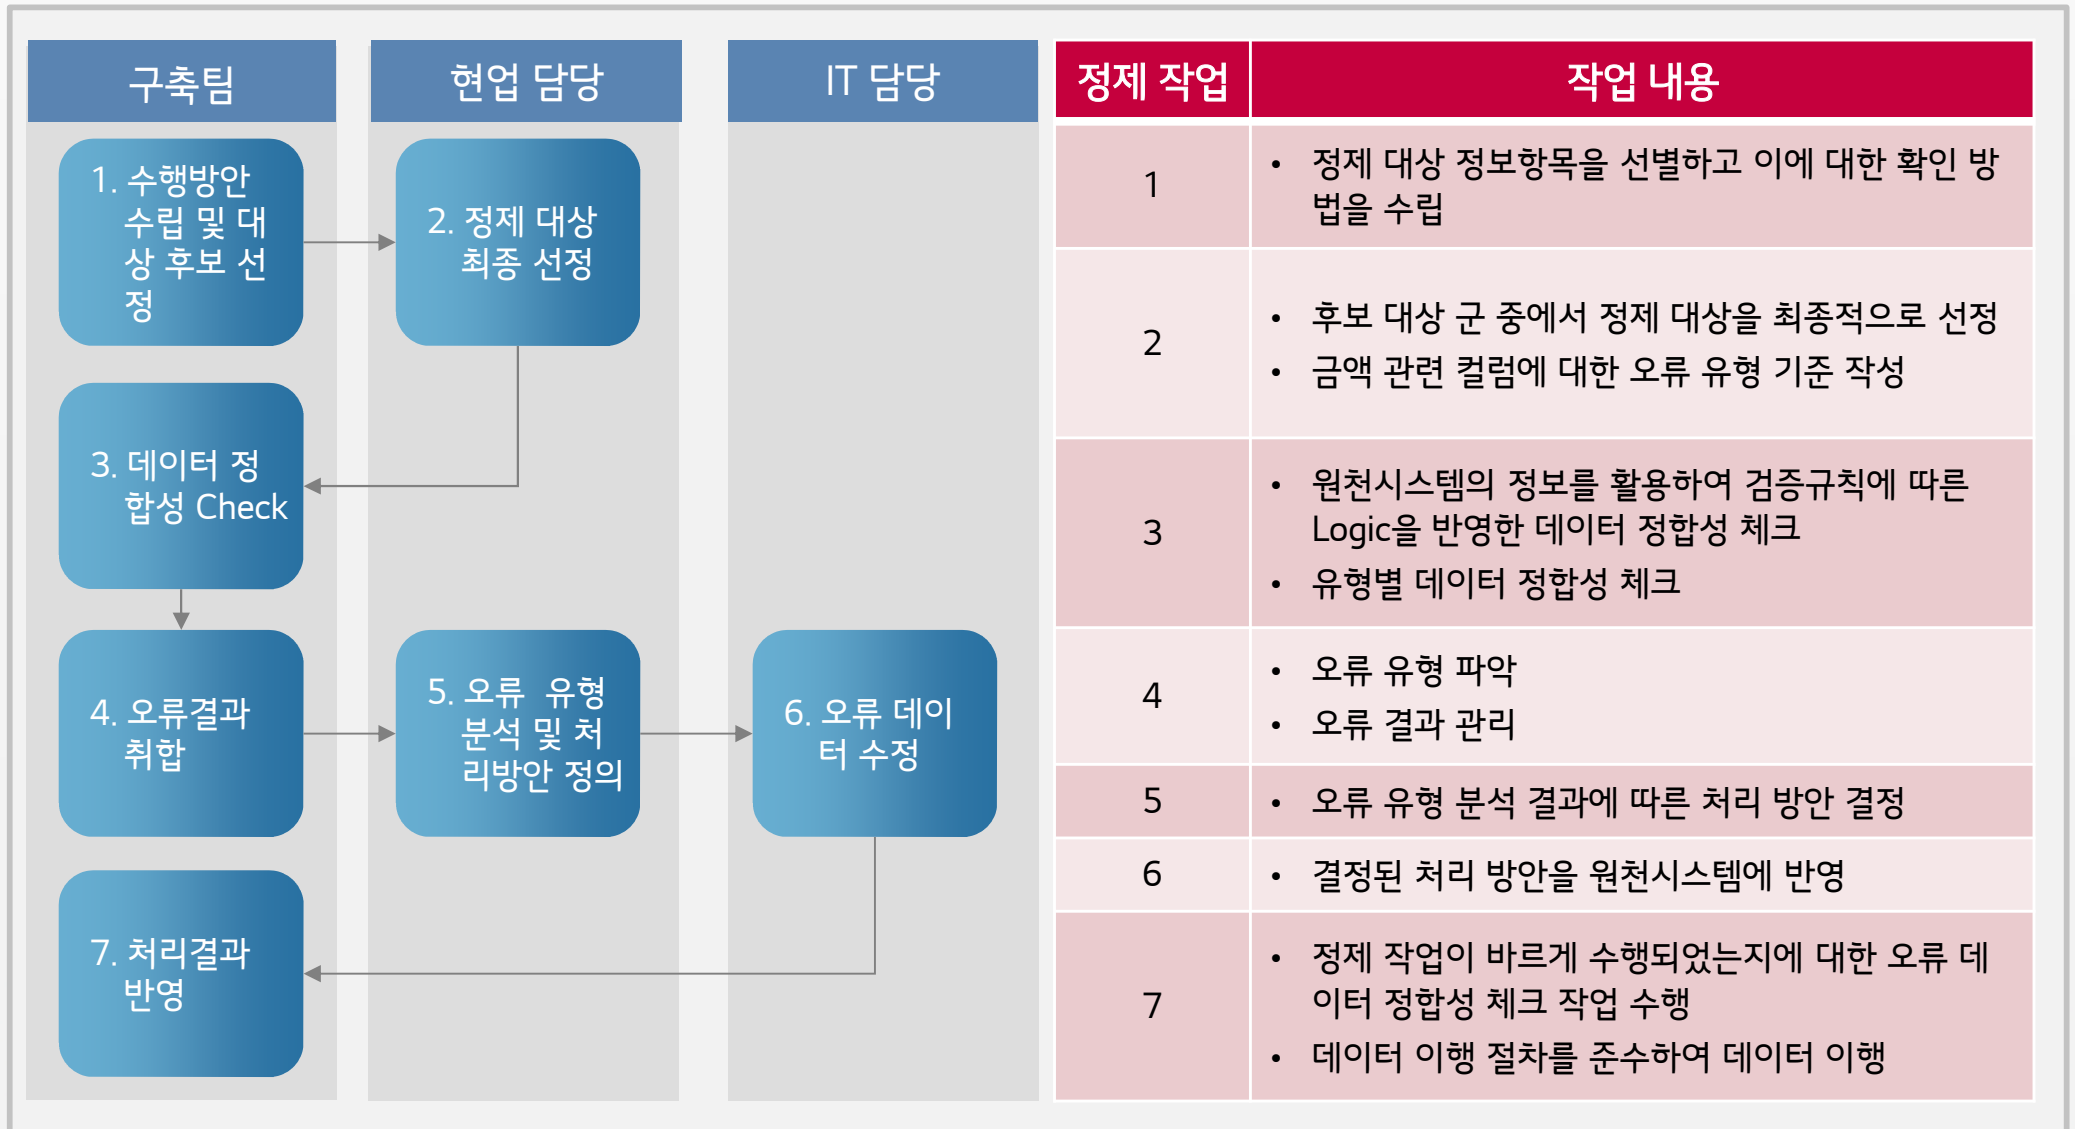 구축팀
현업 담당
IT 담당
1. 수행방안
수립 및 대
상 후보 선
정
2. 정제 대상
최종 선정
3. 데이터 정
합성 Check
4. 오류결과
취합
5. 오류 유형
분석 및 처
리방안 정의
6. 오류 데이
터 수정
7. 처리결과
반영
정제 작업
작업 내용
1
• 정제 대상 정보항목을 선별하고 이에 대한 확인 방
법을 수립
2
• 후보 대상 군 중에서 정제 대상을 최종적으로 선정
• 금액 관련 컬럼에 대한 오류 유형 기준 작성
3
• 원천시스템의 정보를 활용하여 검증규칙에 따른
Logic을 반영한 데이터 정합성 체크
• 유형별 데이터 정합성 체크
4
• 오류 유형 파악
• 오류 결과 관리
5
• 오류 유형 분석 결과에 따른 처리 방안 결정
6
• 결정된 처리 방안을 원천시스템에 반영
7
• 정제 작업이 바르게 수행되었는지에 대한 오류 데
이터 정합성 체크 작업 수행
• 데이터 이행 절차를 준수하여 데이터 이행